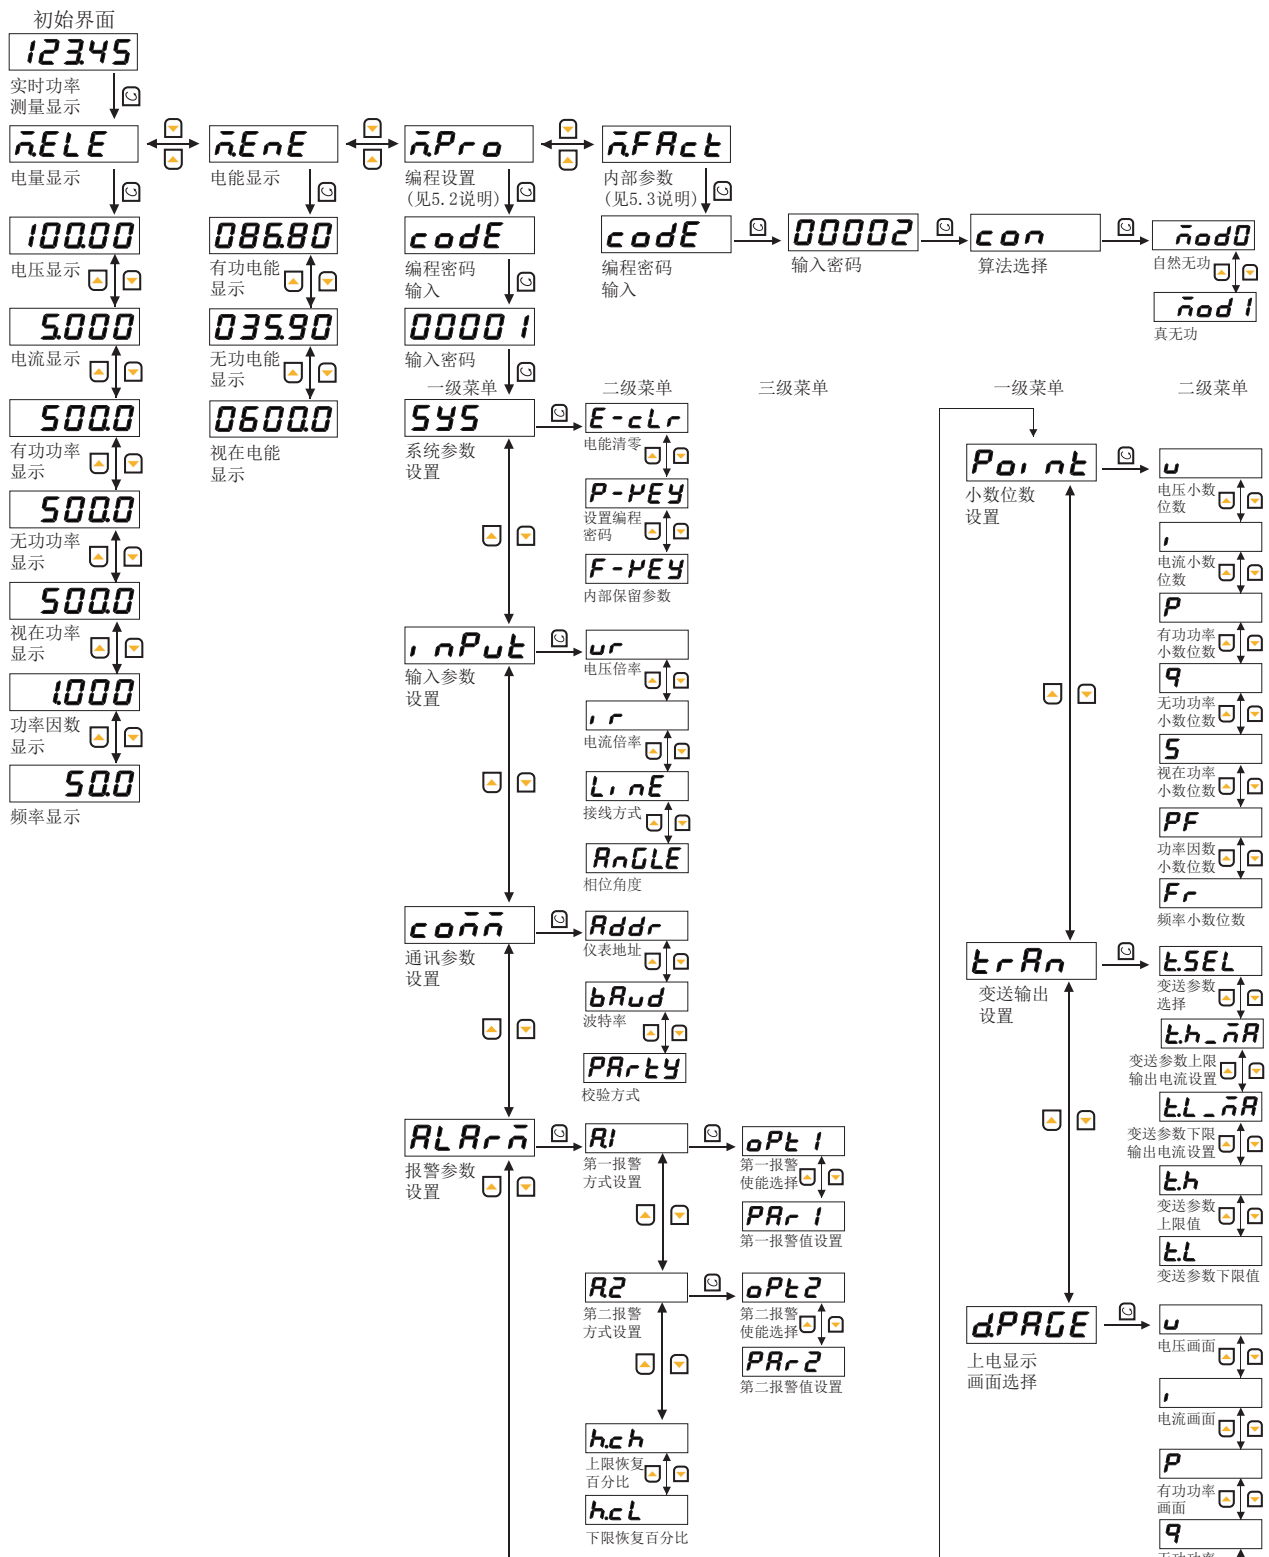 初始界面
123.45
实时功率
测量显示
C
M.ELE
电量显示
C
100.00
电压显示
5.000
电流显示
500.0
有功功率
显示
500.0
无功功率
显示
500.0
视在功率
显示
1.000
功率因数
显示
50.0
频率显示
M.EnE
电能显示
C
086.80
有功电能
显示
035.90
无功电能
显示
0600.0
视在电能
显示
M.Pro
编程设置
(见5.2说明)
C
codE
编程密码
输入
C
00001
输入密码
C
M.FAct
内部参数
(见5.3说明)
C
codE
编程密码
输入
C
00002
输入密码
C
con
算法选择
C
Mod0
自然无功
Mod1
真无功
一级菜单
二级菜单
三级菜单
SYS
系统参数
设置
C
E-cLr
电能清零
P-KEY
设置编程
密码
F-KEY
内部保留参数
inPut
输入参数
设置
C
ur
电压倍率
ir
电流倍率
LinE
接线方式
AnGLE
相位角度
coMM
通讯参数
设置
C
Addr
仪表地址
bAud
波特率
PArtY
校验方式
ALArM
报警参数
设置
C
A.1
第一报警
方式设置
C
oPt1
第一报警
使能选择
PAr1
第一报警值设置
A.2
第二报警
方式设置
C
oPt2
第二报警
使能选择
PAr2
第二报警值设置
h.ch
上限恢复
百分比
h.cL
下限恢复百分比
一级菜单
二级菜单
Point
小数位数
设置
C
u
电压小数
位数
i
电流小数
位数
P
有功功率
小数位数
q
无功功率
小数位数
S
视在功率
小数位数
PF
功率因数
小数位数
Fr
频率小数位数
trAn
变送输出
设置
C
t.SEL
变送参数
选择
t.h_MA
变送参数上限
输出电流设置
t.L_MA
变送参数下限
输出电流设置
t.h
变送参数
上限值
t.L
变送参数下限值
d.PAGE
上电显示
画面选择
C
u
电压画面
i
电流画面
P
有功功率
画面
q
无功功率